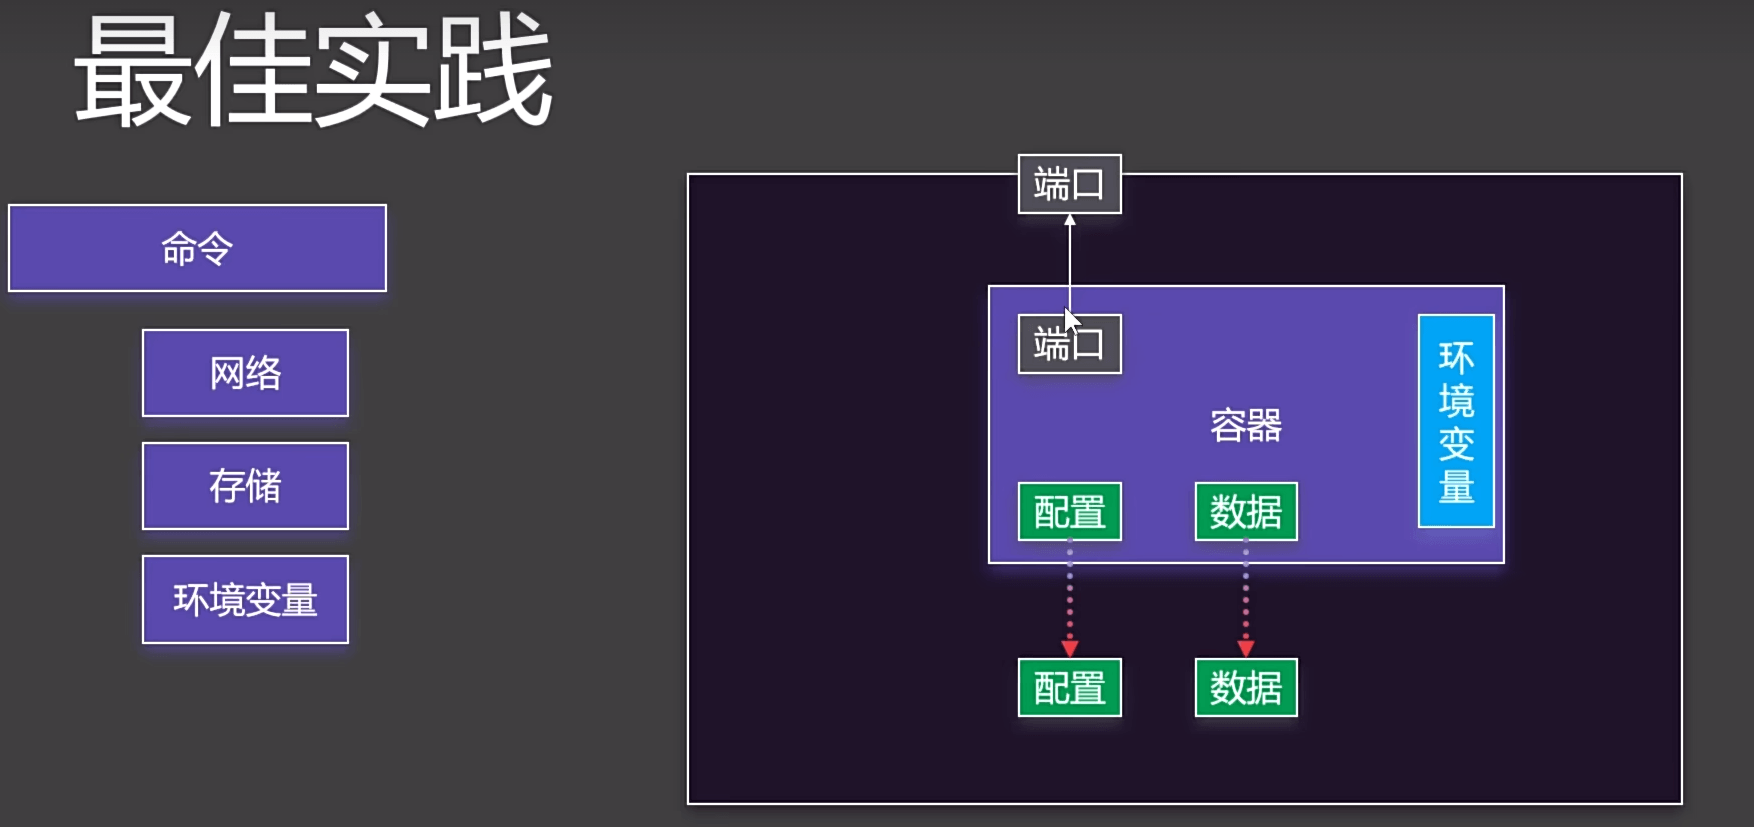 最佳实践
命令
网络
存储
环境变量
端口
端口
容器
环境变量
配置
数据
配置
数据